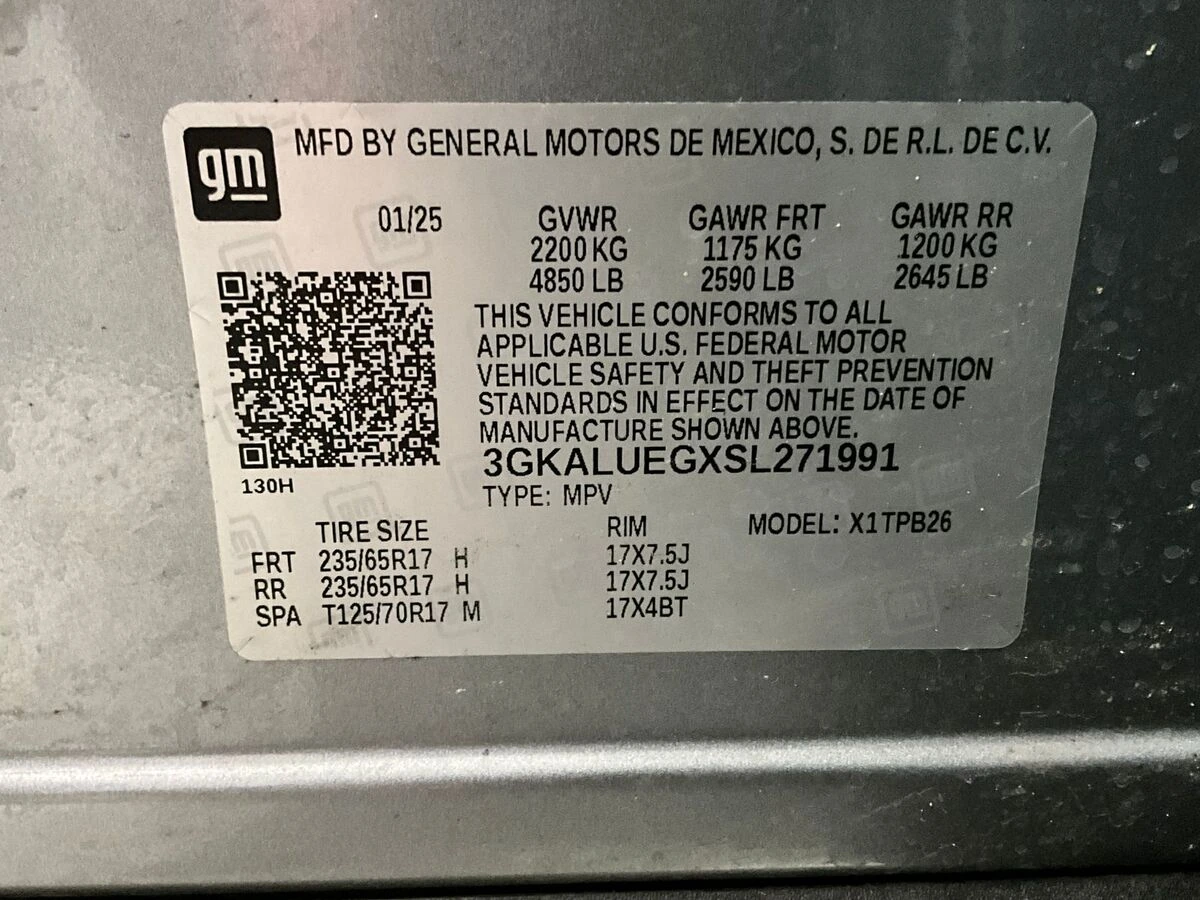 gm
MFD BY GENERAL MOTORS DE MEXICO, S. DE R.L. DE C.V.
01/25 GVWR GAWR FRT GAWR RR
2200 KG 1175 KG 1200 KG
4850 LB 2590 LB 2645 LB
THIS VEHICLE CONFORMS TO ALL
APPLICABLE U.S. FEDERAL MOTOR
VEHICLE SAFETY AND THEFT PREVENTION
STANDARDS IN EFFECT ON THE DATE OF
MANUFACTURE SHOWN ABOVE.
3GKALUEGXSL271991
130H
TYPE: MPV
TIRE SIZE RIM MODEL: X1TPB26
FRT 235/65R17 H 17X7.5J
RR 235/65R17 H 17X7.5J
SPA T125/70R17 M 17X4BT